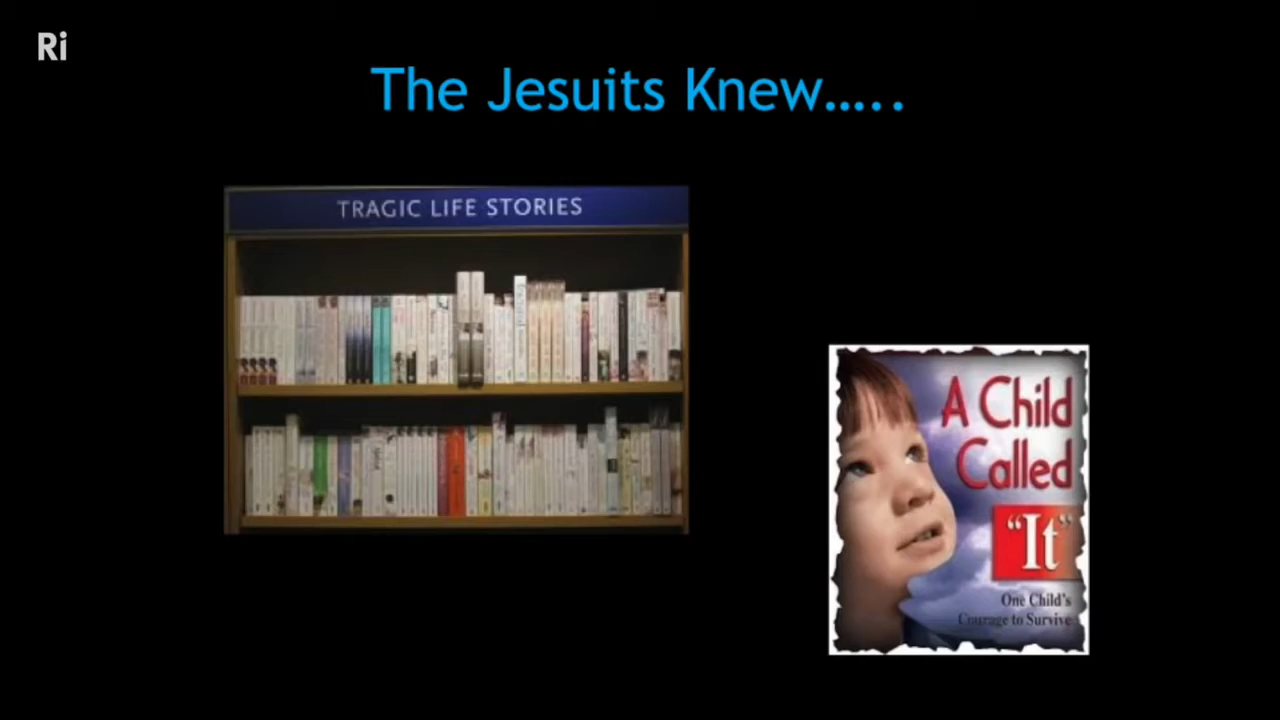 Ri
The Jesuits Knew…..
TRAGIC LIFE STORIES
A Child
Called
“It”
One Child's
Courage to Survive